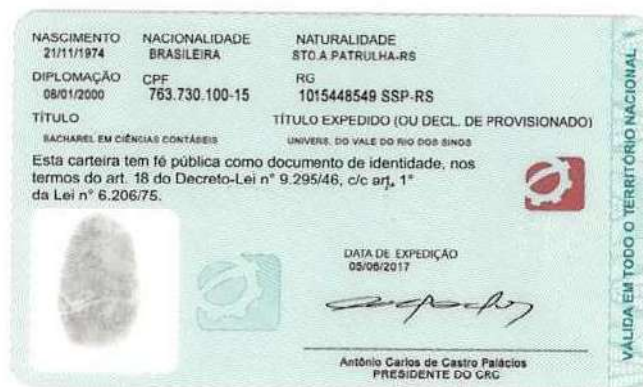 NASCIMENTO NACIONALIDADE NATURALIDADE
21/11/1974 BRASILEIRA STO.A PATRULHA-RS
DIPLOMAÇÃO CPF RG
08/01/2000 763.730.100-15 1015448549 SSP-RS
TÍTULO TÍTULO EXPEDIDO (OU DECL. DE PROVISIONADO)
BACHAREL EM CIÊNCIAS CONTÁBEIS UNIVERS. DO VALE DO RIO DOS SINOS
Esta carteira tem fé pública como documento de identidade, nos
termos do art. 18 do Decreto-Lei n° 9.295/46, c/c art. 1°
da Lei n° 6.206/75.
DATA DE EXPEDIÇÃO
05/06/2017
Antônio Carlos de Castro Palácios
PRESIDENTE DO CRC
VÁLIDA EM TODO O TERRITÓRIO NACIONAL